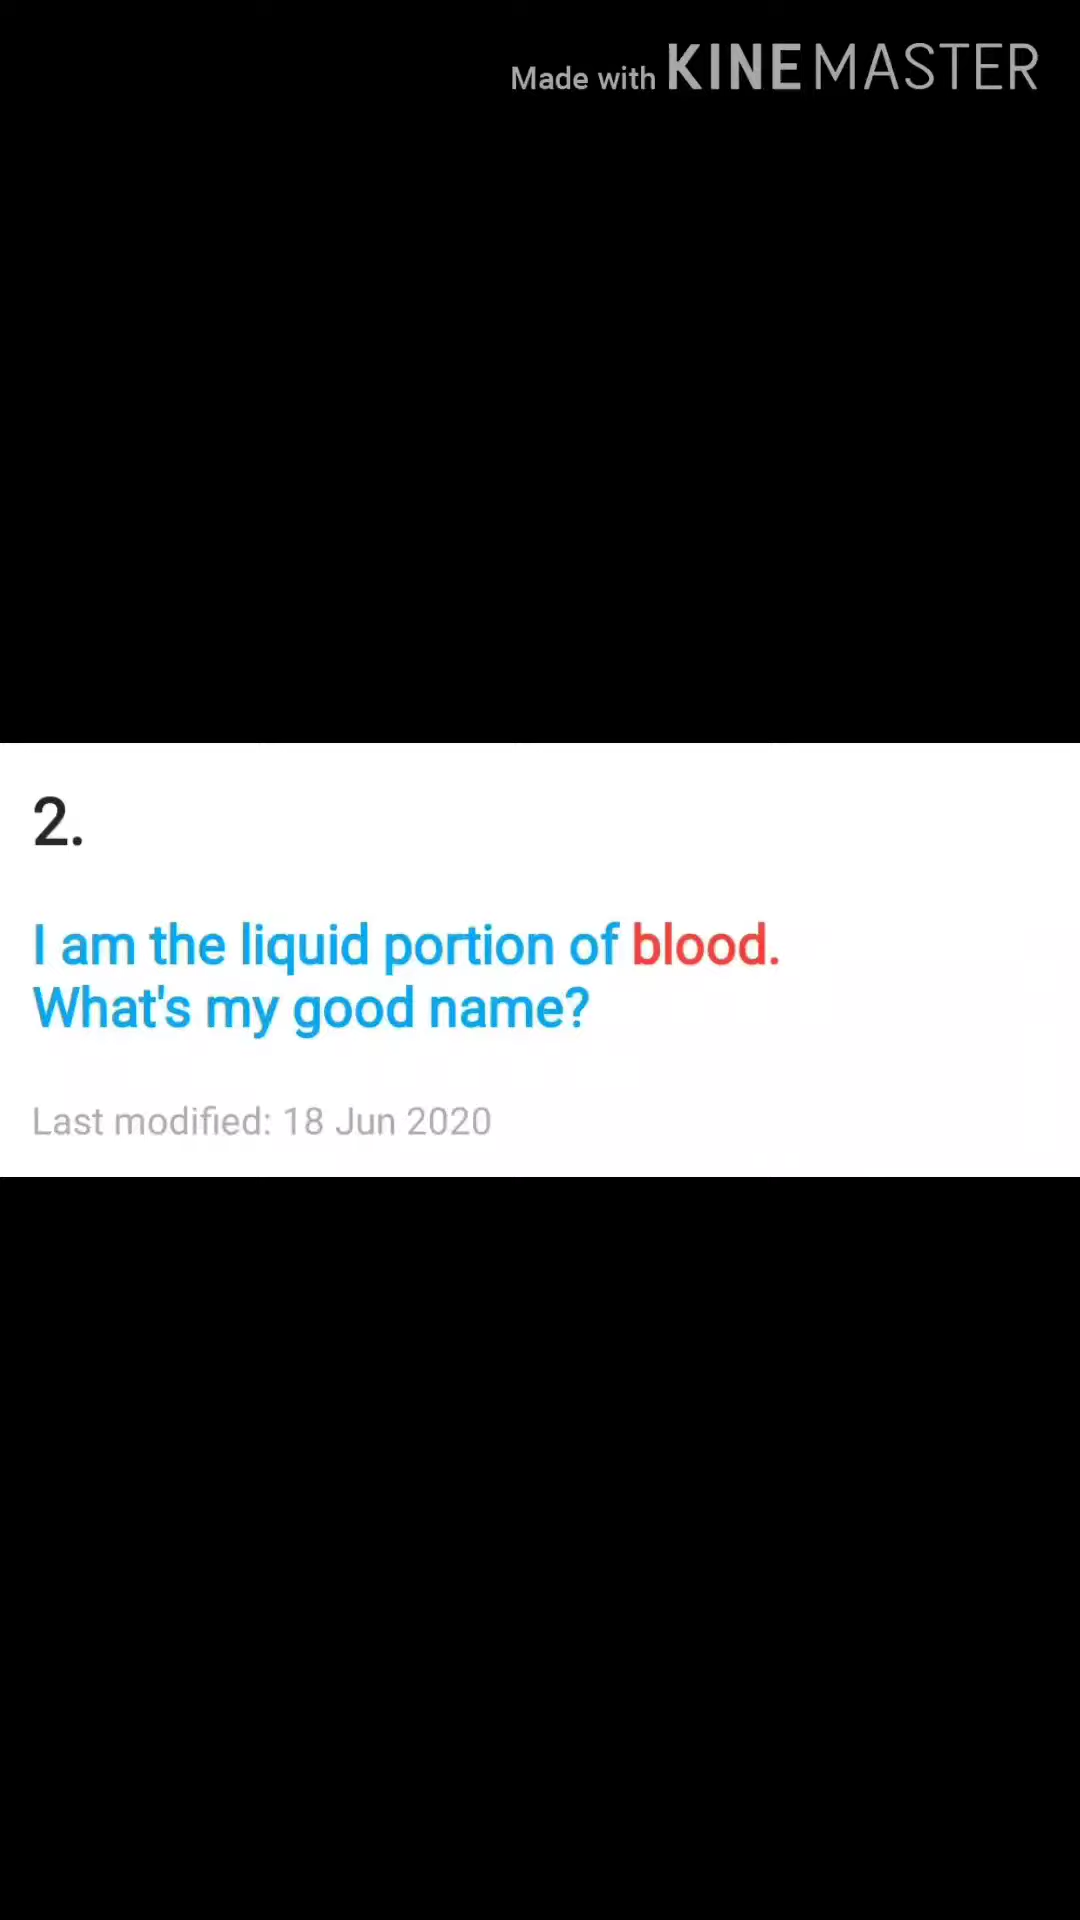 Made with KINEMASTER
2.
I am the liquid portion of blood.
What's my good name?
Last modified: 18 Jun 2020